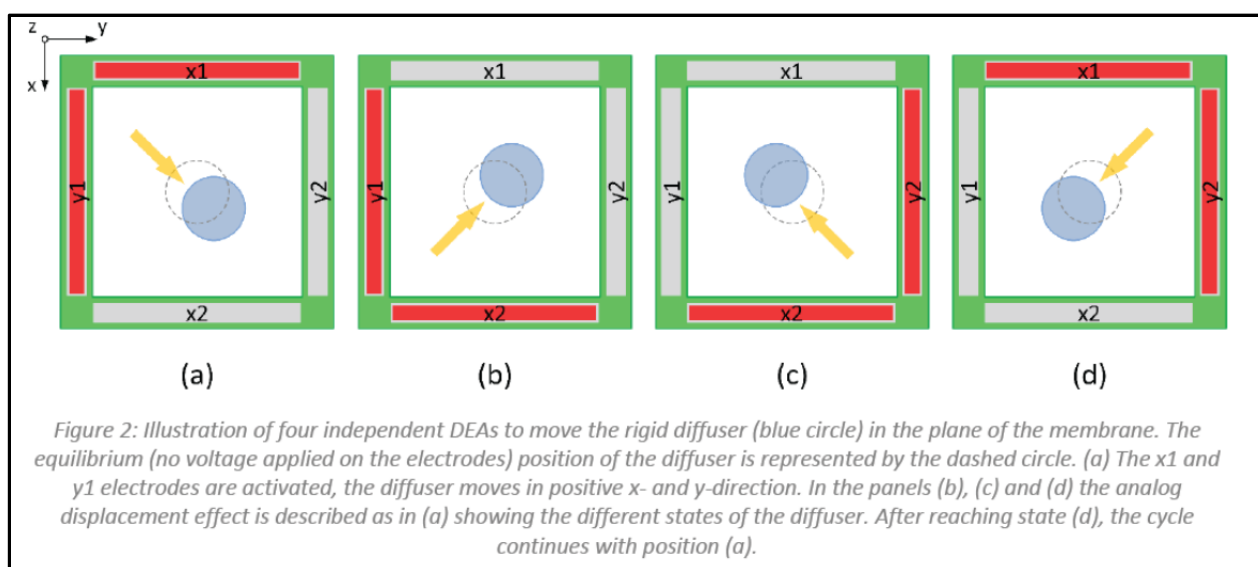 z
y
x
x1
x1
x1
x1
y1
y2
y1
y2
y1
y2
y1
y2
x2
x2
x2
x2
(a)
(b)
(c)
(d)
Figure 2: Illustration of four independent DEAs to move the rigid diffuser (blue circle) in the plane of the membrane. The
equilibrium (no voltage applied on the electrodes) position of the diffuser is represented by the dashed circle. (a) The x1 and
y1 electrodes are activated, the diffuser moves in positive x- and y-direction. In the panels (b), (c) and (d) the analog
displacement effect is described as in (a) showing the different states of the diffuser. After reaching state (d), the cycle
continues with position (a).